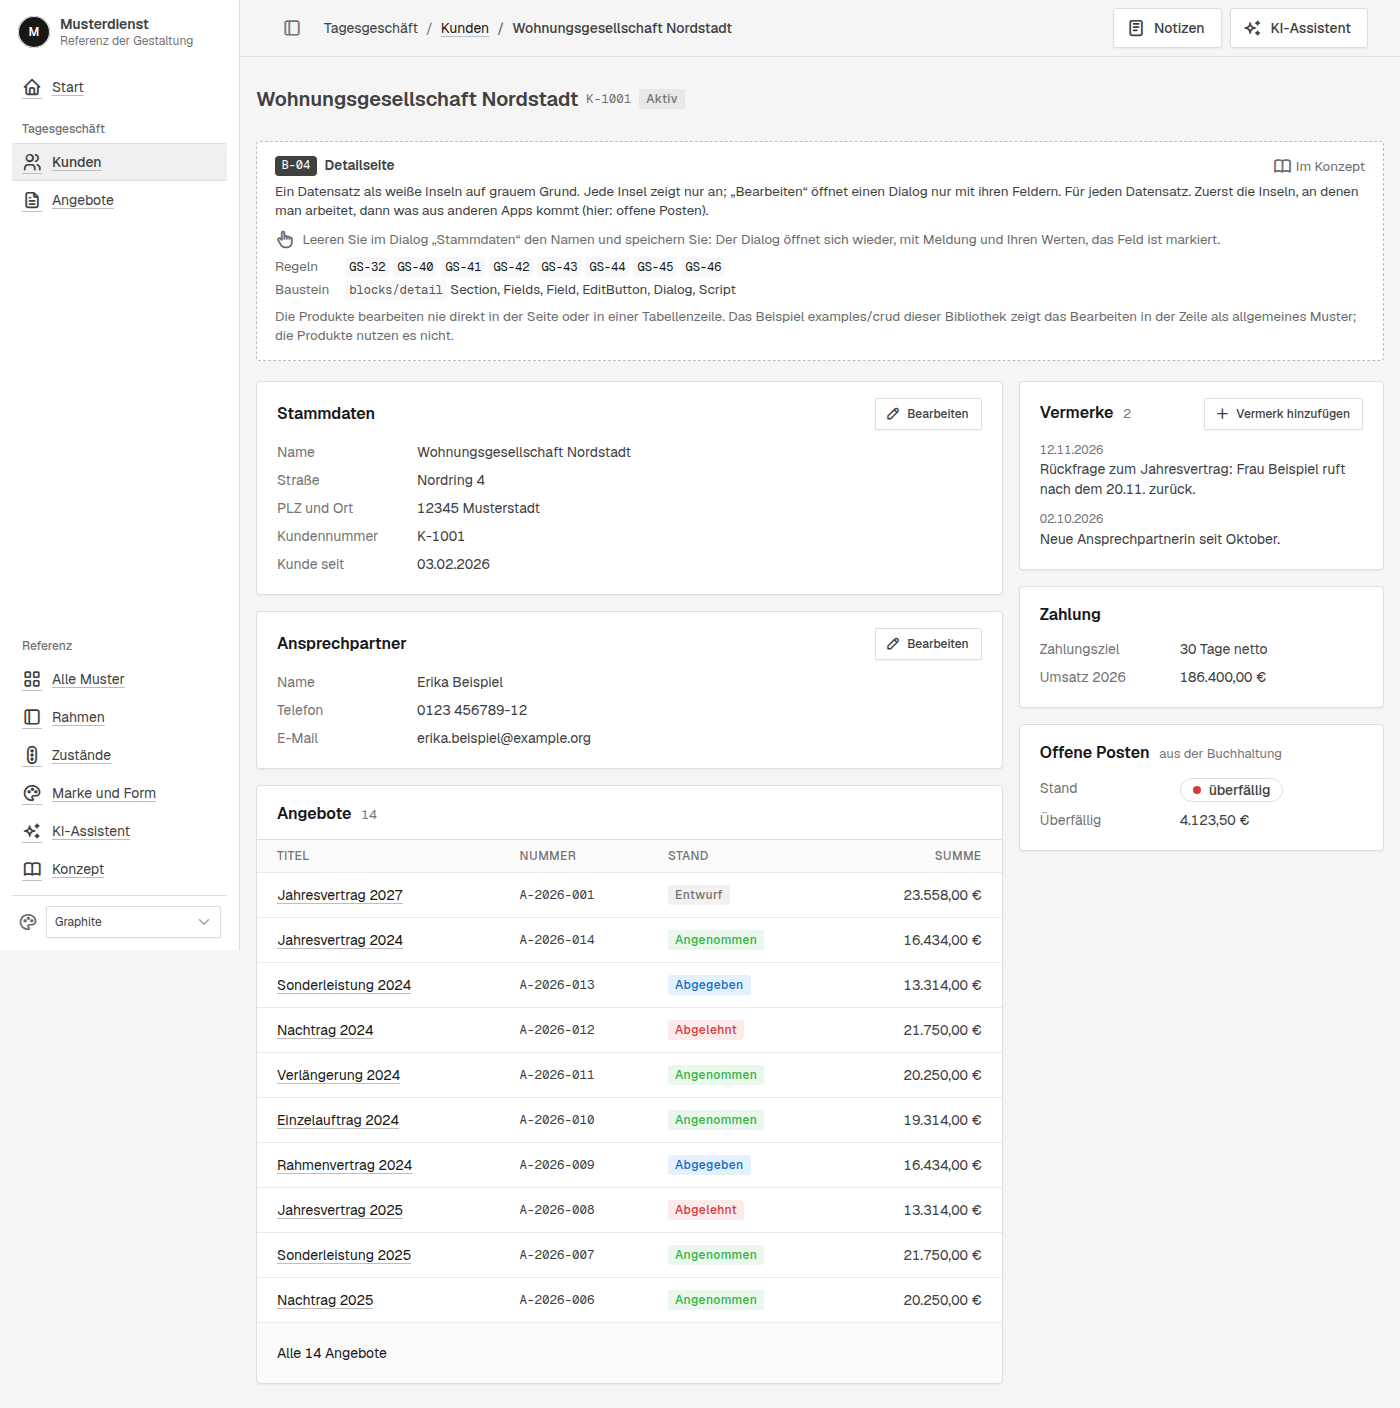 M
Musterdienst
Referenz der Gestaltung
Start
Tagesgeschäft
Kunden
Angebote
Referenz
Alle Muster
Rahmen
Zustände
Marke und Form
KI-Assistent
Konzept
Graphite
Tagesgeschäft / Kunden / Wohnungsgesellschaft Nordstadt
Notizen
KI-Assistent
Wohnungsgesellschaft Nordstadt K-1001 Aktiv
B-04 Detailseite
Im Konzept
Ein Datensatz als weiße Inseln auf grauem Grund. Jede Insel zeigt nur an; „Bearbeiten“ öffnet einen Dialog nur mit ihren Feldern. Für jeden Datensatz. Zuerst die Inseln, an denen
man arbeitet, dann was aus anderen Apps kommt (hier: offene Posten).
Leeren Sie im Dialog „Stammdaten“ den Namen und speichern Sie: Der Dialog öffnet sich wieder, mit Meldung und Ihren Werten, das Feld ist markiert.
Regeln GS-32 GS-40 GS-41 GS-42 GS-43 GS-44 GS-45 GS-46
Baustein blocks/detail Section, Fields, Field, EditButton, Dialog, Script
Die Produkte bearbeiten nie direkt in der Seite oder in einer Tabellenzeile. Das Beispiel examples/crud dieser Bibliothek zeigt das Bearbeiten in der Zeile als allgemeines Muster;
die Produkte nutzen es nicht.
Stammdaten
Bearbeiten
Name Wohnungsgesellschaft Nordstadt
Straße Nordring 4
PLZ und Ort 12345 Musterstadt
Kundennummer K-1001
Kunde seit 03.02.2026
Ansprechpartner
Bearbeiten
Name Erika Beispiel
Telefon 0123 456789-12
E-Mail erika.beispiel@example.org
Angebote 14
TITEL NUMMER STAND SUMME
Jahresvertrag 2027 A-2026-001 Entwurf 23.558,00 €
Jahresvertrag 2024 A-2026-014 Angenommen 16.434,00 €
Sonderleistung 2024 A-2026-013 Abgegeben 13.314,00 €
Nachtrag 2024 A-2026-012 Abgelehnt 21.750,00 €
Verlängerung 2024 A-2026-011 Angenommen 20.250,00 €
Einzelauftrag 2024 A-2026-010 Angenommen 19.314,00 €
Rahmenvertrag 2024 A-2026-009 Abgegeben 16.434,00 €
Jahresvertrag 2025 A-2026-008 Abgelehnt 13.314,00 €
Sonderleistung 2025 A-2026-007 Angenommen 21.750,00 €
Nachtrag 2025 A-2026-006 Angenommen 20.250,00 €
Alle 14 Angebote
Vermerke 2
Vermerk hinzufügen
12.11.2026
Rückfrage zum Jahresvertrag: Frau Beispiel ruft
nach dem 20.11. zurück.
02.10.2026
Neue Ansprechpartnerin seit Oktober.
Zahlung
Zahlungsziel 30 Tage netto
Umsatz 2026 186.400,00 €
Offene Posten aus der Buchhaltung
Stand überfällig
Überfällig 4.123,50 €